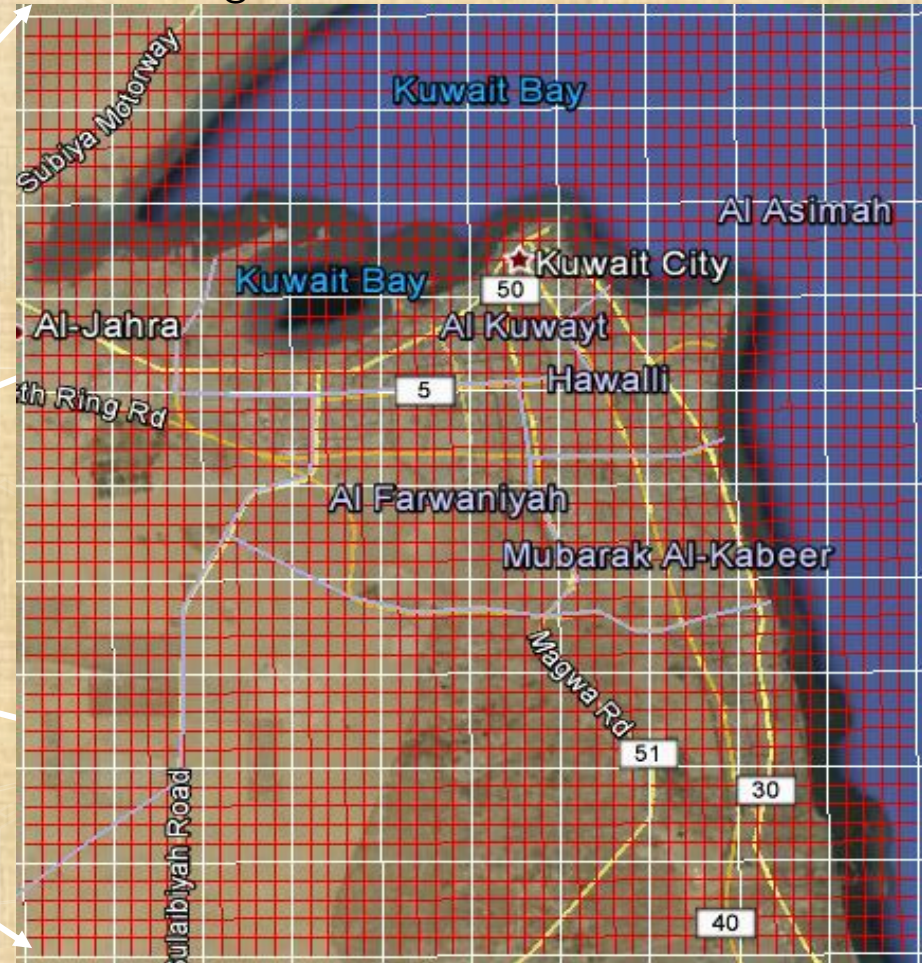 Subiya Motorway
Kuwait Bay
Al Asimah
Kuwait City
Kuwait Bay
50
Al-Jahra
Al Kuwayt
5
Hawalli
th Ring Rd
Al Farwaniyah
Mubarak Al-Kabeer
Magwa Rd
51
30
ulaibiyah Road
40